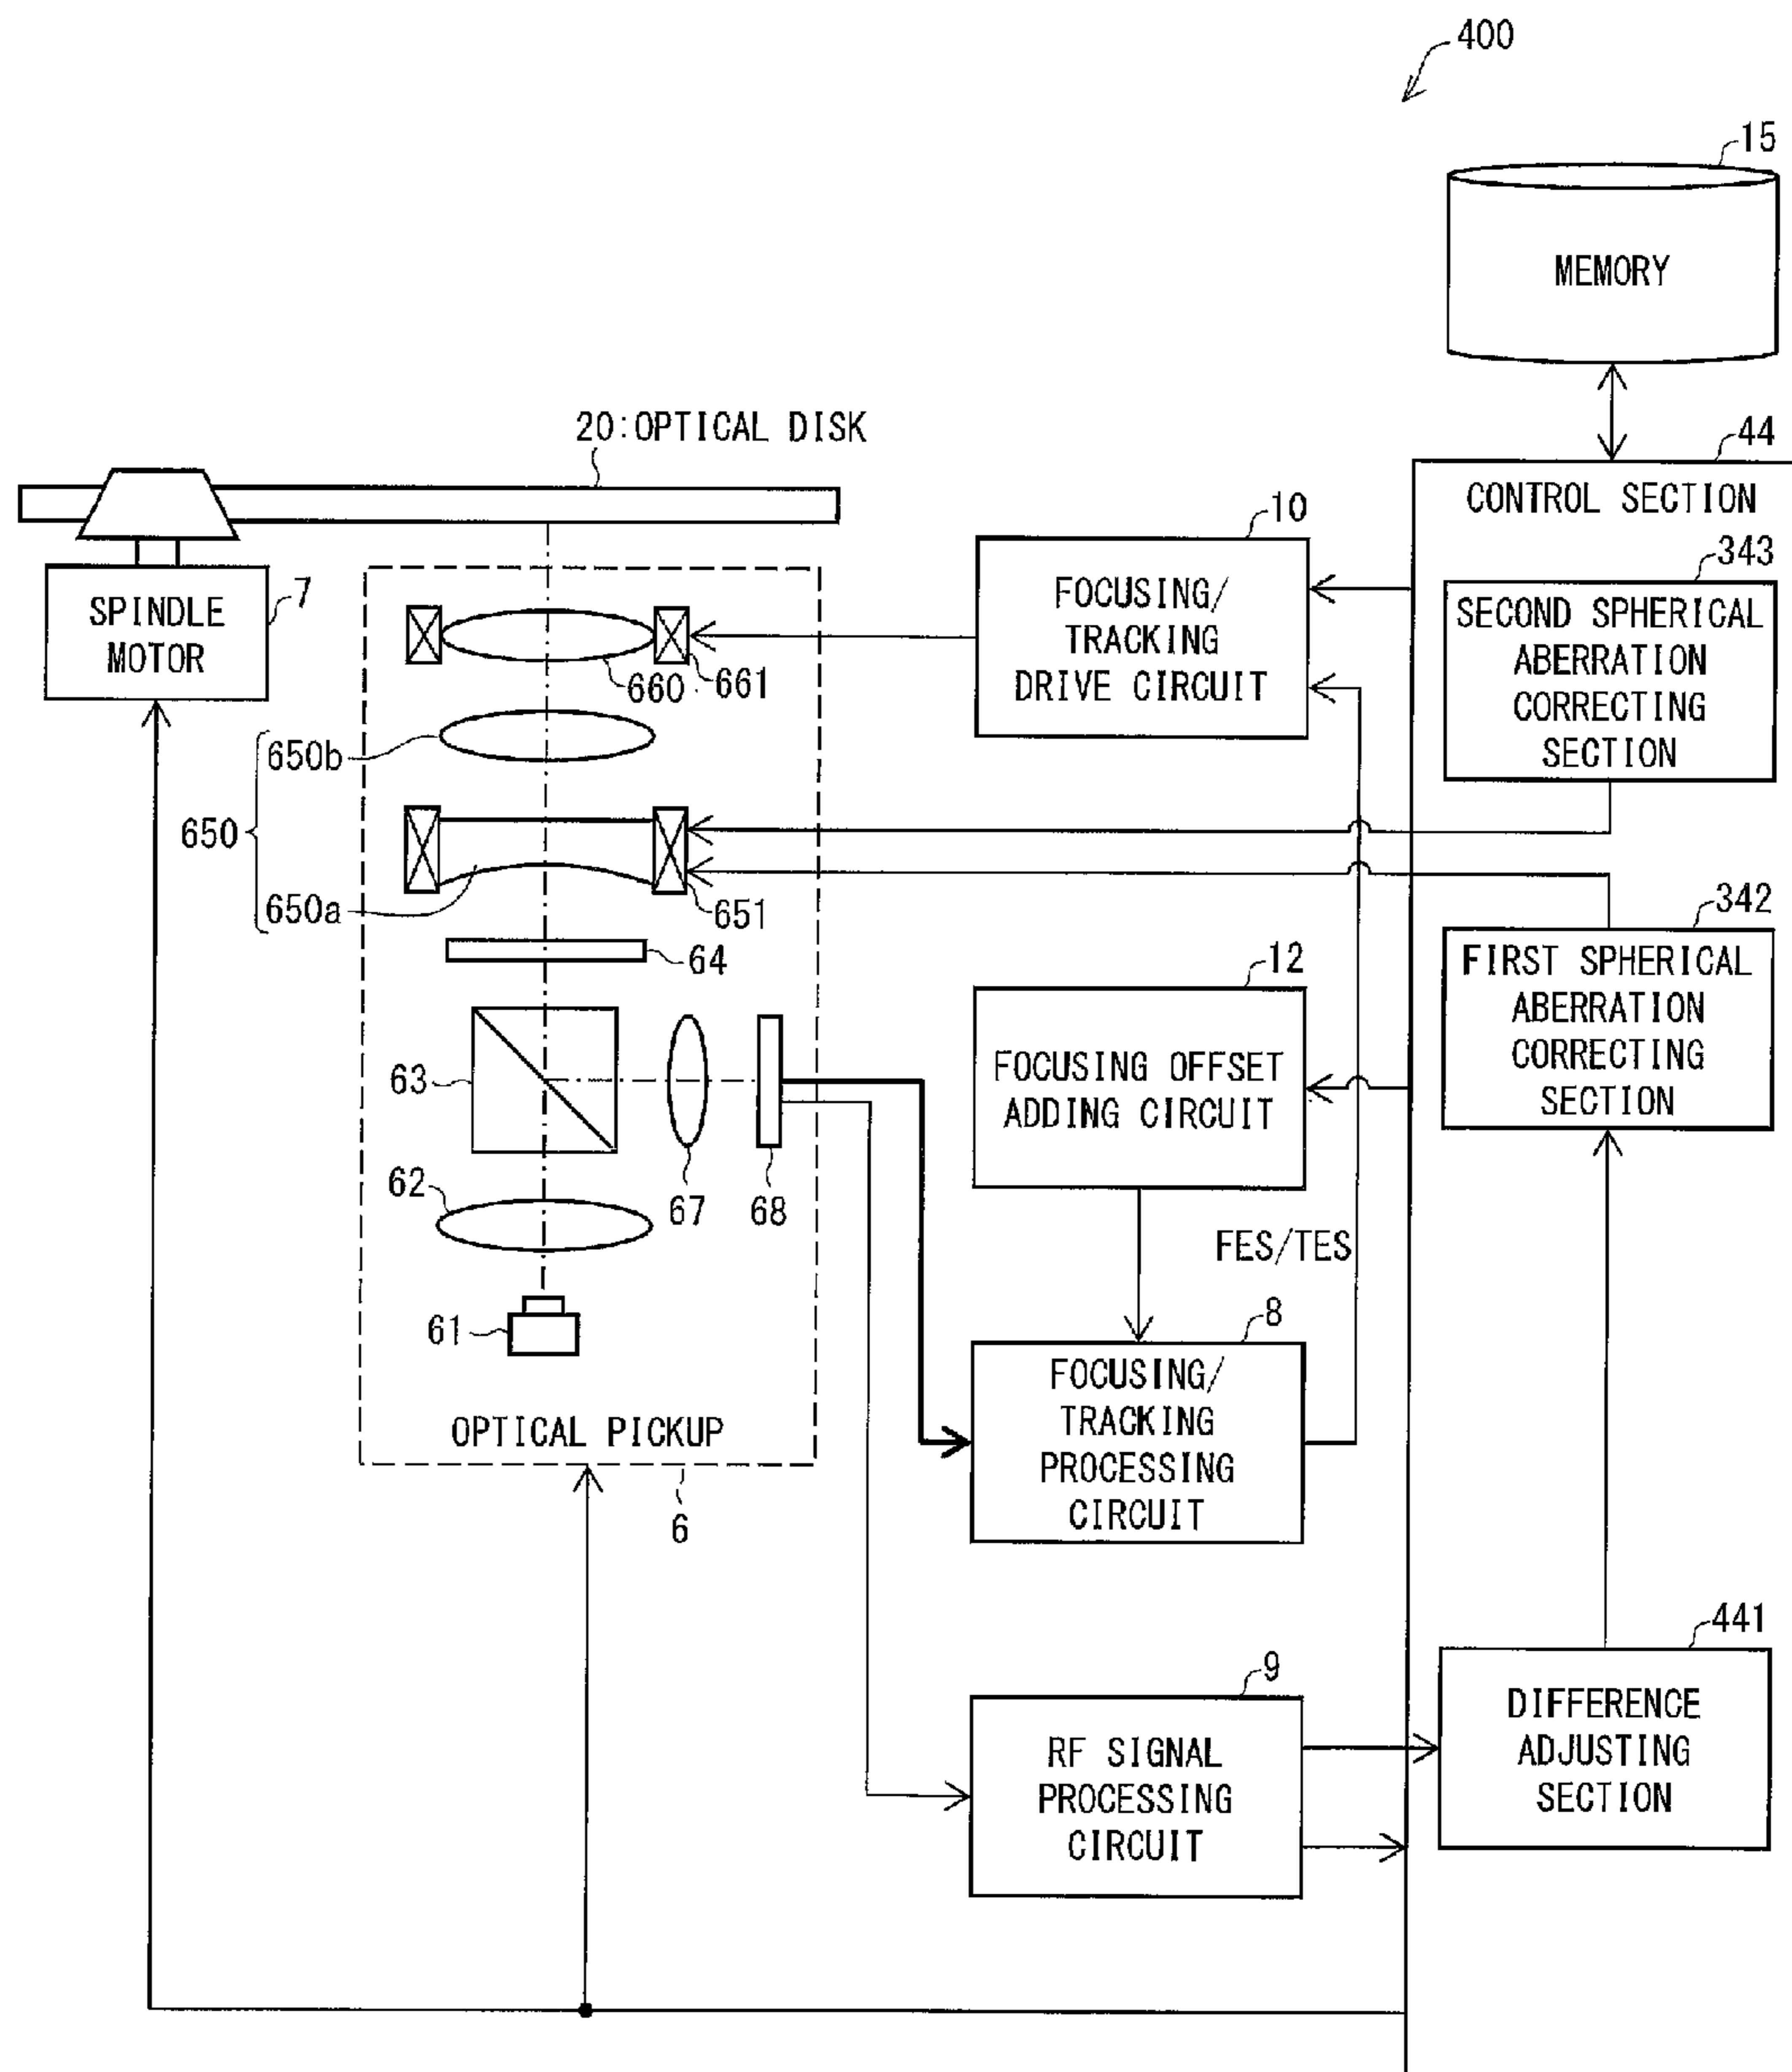 400
15
MEMORY
20:OPTICAL DISK
44
CONTROL SECTION
10
343
7
SPINDLE
MOTOR
FOCUSING/
TRACKING
DRIVE CIRCUIT
SECOND SPHERICAL
ABERRATION
CORRECTING
SECTION
660
661
650b
650
650a
651
342
64
12
FIRST SPHERICAL
ABERRATION
CORRECTING
SECTION
63
FOCUSING OFFSET
ADDING CIRCUIT
62
67
68
FES/TES
61
8
FOCUSING/
TRACKING
PROCESSING
CIRCUIT
OPTICAL PICKUP
6
441
9
DIFFERENCE
ADJUSTING
SECTION
RF SIGNAL
PROCESSING
CIRCUIT